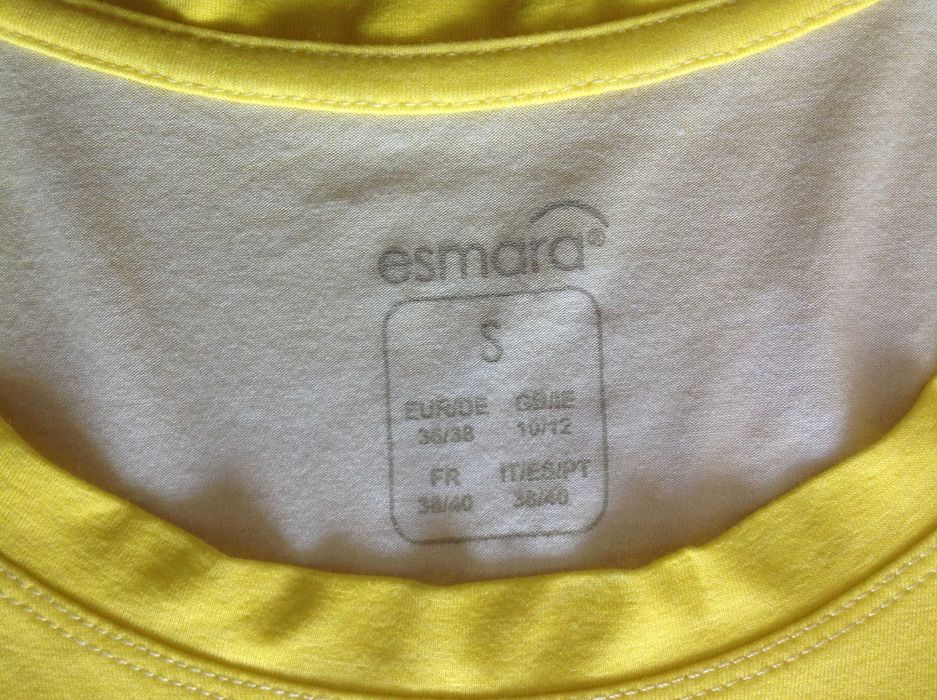 esmara®
S
EUR/DE GB/IE
36/38 10/12
FR IT/ES/PT
38/40 38/40